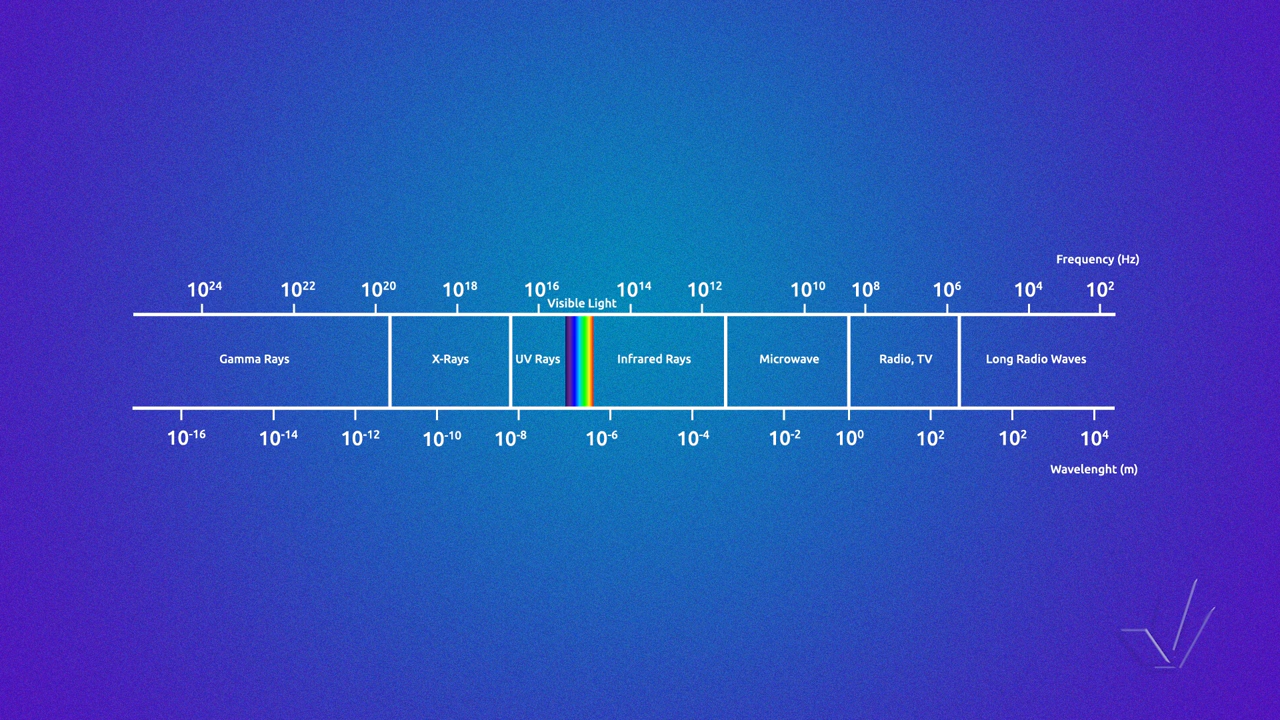 Frequency (Hz)
10²⁴ 10²² 10²⁰ 10¹⁸ 10¹⁶ 10¹⁴ 10¹² 10¹⁰ 10⁸ 10⁶ 10⁴ 10²
Visible Light
Gamma Rays X-Rays UV Rays Infrared Rays Microwave Radio, TV Long Radio Waves
10⁻¹⁶ 10⁻¹⁴ 10⁻¹² 10⁻¹⁰ 10⁻⁸ 10⁻⁶ 10⁻⁴ 10⁻² 10⁰ 10² 10² 10⁴
Wavelenght (m)